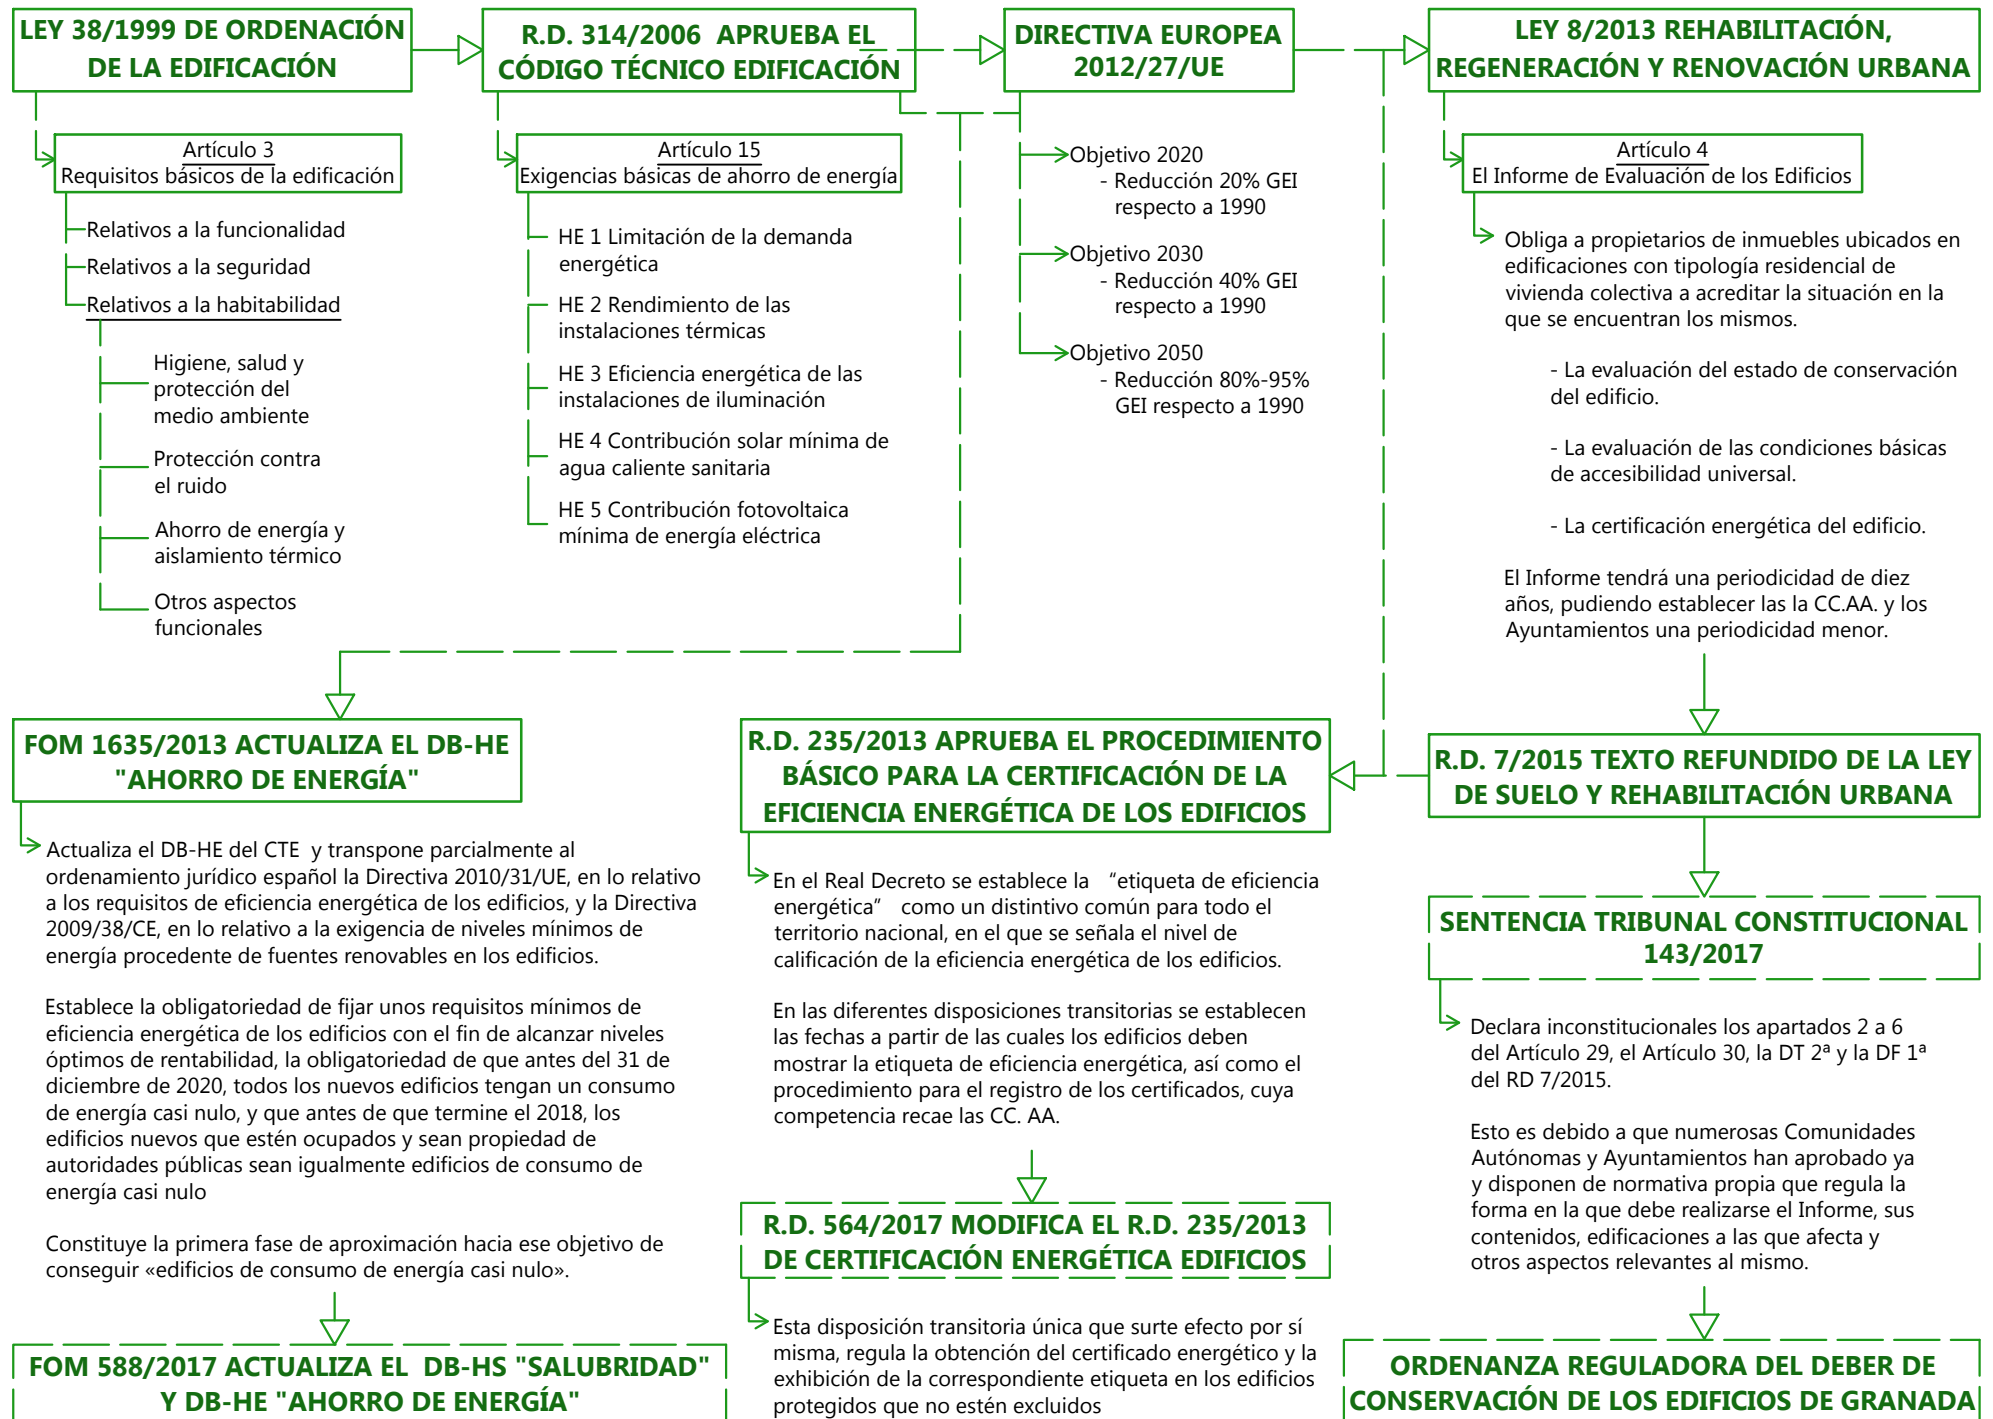 LEY 38/1999 DE ORDENACIÓN
DE LA EDIFICACIÓN
Artículo 3
Requisitos básicos de la edificación
Relativos a la funcionalidad
Relativos a la seguridad
Relativos a la habitabilidad
Higiene, salud y
protección del
medio ambiente
Protección contra
el ruido
Ahorro de energía y
aislamiento térmico
Otros aspectos
funcionales
R.D. 314/2006 APRUEBA EL
CÓDIGO TÉCNICO EDIFICACIÓN
Artículo 15
Exigencias básicas de ahorro de energía
HE 1 Limitación de la demanda
energética
HE 2 Rendimiento de las
instalaciones térmicas
HE 3 Eficiencia energética de las
instalaciones de iluminación
HE 4 Contribución solar mínima de
agua caliente sanitaria
HE 5 Contribución fotovoltaica
mínima de energía eléctrica
DIRECTIVA EUROPEA
2012/27/UE
Objetivo 2020
- Reducción 20% GEI
respecto a 1990
Objetivo 2030
- Reducción 40% GEI
respecto a 1990
Objetivo 2050
- Reducción 80%-95%
GEI respecto a 1990
LEY 8/2013 REHABILITACIÓN,
REGENERACIÓN Y RENOVACIÓN URBANA
Artículo 4
El Informe de Evaluación de los Edificios
Obliga a propietarios de inmuebles ubicados en
edificaciones con tipología residencial de
vivienda colectiva a acreditar la situación en la
que se encuentran los mismos.
- La evaluación del estado de conservación
del edificio.
- La evaluación de las condiciones básicas
de accesibilidad universal.
- La certificación energética del edificio.
El Informe tendrá una periodicidad de diez
años, pudiendo establecer las la CC.AA. y los
Ayuntamientos una periodicidad menor.
FOM 1635/2013 ACTUALIZA EL DB-HE
"AHORRO DE ENERGÍA"
Actualiza el DB-HE del CTE y transpone parcialmente al
ordenamiento jurídico español la Directiva 2010/31/UE, en lo relativo
a los requisitos de eficiencia energética de los edificios, y la Directiva
2009/38/CE, en lo relativo a la exigencia de niveles mínimos de
energía procedente de fuentes renovables en los edificios.
Establece la obligatoriedad de fijar unos requisitos mínimos de
eficiencia energética de los edificios con el fin de alcanzar niveles
óptimos de rentabilidad, la obligatoriedad de que antes del 31 de
diciembre de 2020, todos los nuevos edificios tengan un consumo
de energía casi nulo, y que antes de que termine el 2018, los
edificios nuevos que estén ocupados y sean propiedad de
autoridades públicas sean igualmente edificios de consumo de
energía casi nulo
Constituye la primera fase de aproximación hacia ese objetivo de
conseguir «edificios de consumo de energía casi nulo».
FOM 588/2017 ACTUALIZA EL DB-HS "SALUBRIDAD"
Y DB-HE "AHORRO DE ENERGÍA"
R.D. 235/2013 APRUEBA EL PROCEDIMIENTO
BÁSICO PARA LA CERTIFICACIÓN DE LA
EFICIENCIA ENERGÉTICA DE LOS EDIFICIOS
En el Real Decreto se establece la “etiqueta de eficiencia
energética” como un distintivo común para todo el
territorio nacional, en el que se señala el nivel de
calificación de la eficiencia energética de los edificios.
En las diferentes disposiciones transitorias se establecen
las fechas a partir de las cuales los edificios deben
mostrar la etiqueta de eficiencia energética, así como el
procedimiento para el registro de los certificados, cuya
competencia recae las CC. AA.
R.D. 564/2017 MODIFICA EL R.D. 235/2013
DE CERTIFICACIÓN ENERGÉTICA EDIFICIOS
Esta disposición transitoria única que surte efecto por sí
misma, regula la obtención del certificado energético y la
exhibición de la correspondiente etiqueta en los edificios
protegidos que no estén excluidos
R.D. 7/2015 TEXTO REFUNDIDO DE LA LEY
DE SUELO Y REHABILITACIÓN URBANA
SENTENCIA TRIBUNAL CONSTITUCIONAL
143/2017
Declara inconstitucionales los apartados 2 a 6
del Artículo 29, el Artículo 30, la DT 2ª y la DF 1ª
del RD 7/2015.
Esto es debido a que numerosas Comunidades
Autónomas y Ayuntamientos han aprobado ya
y disponen de normativa propia que regula la
forma en la que debe realizarse el Informe, sus
contenidos, edificaciones a las que afecta y
otros aspectos relevantes al mismo.
ORDENANZA REGULADORA DEL DEBER DE
CONSERVACIÓN DE LOS EDIFICIOS DE GRANADA